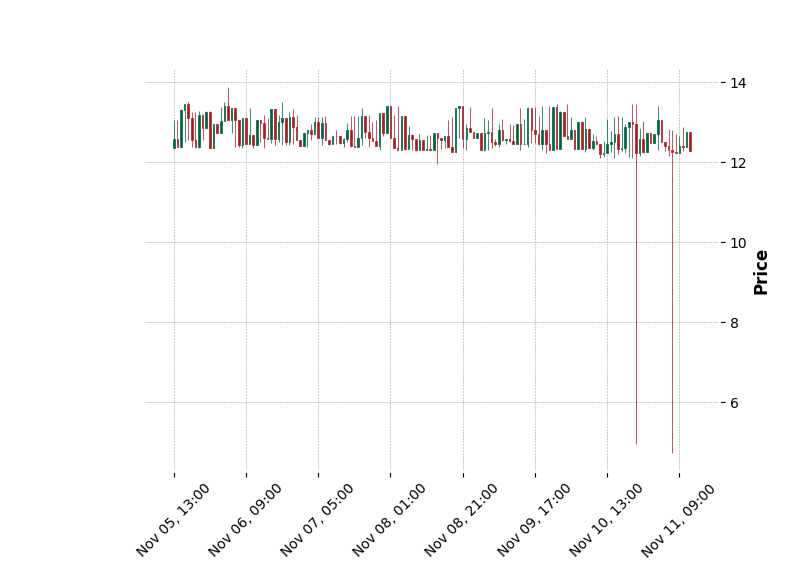 14
12
10
8
6
Price
Nov 05, 13:00
Nov 06, 09:00
Nov 07, 05:00
Nov 08, 01:00
Nov 08, 21:00
Nov 09, 17:00
Nov 10, 13:00
Nov 11, 09:00